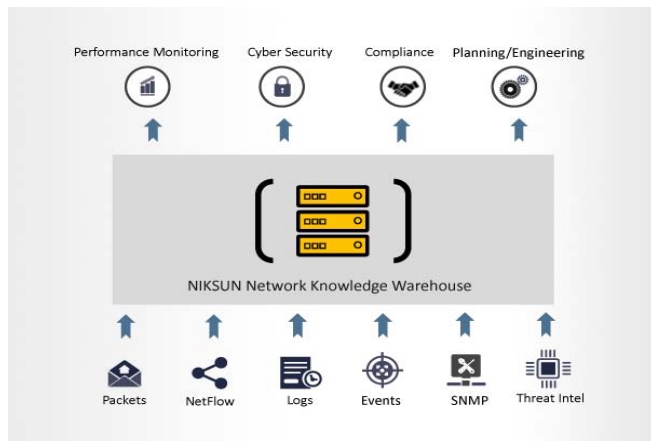 Performance Monitoring
Cyber Security
Compliance
Planning/Engineering
NIKSUN Network Knowledge Warehouse
Packets
NetFlow
Logs
Events
SNMP
Threat Intel